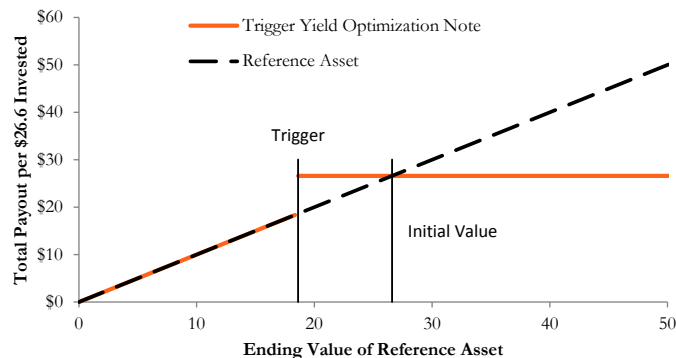 $60
Trigger Yield Optimization Note
Reference Asset
$50
$40
Trigger
$30
Initial Value
$20
$10
$0
Total Payout per $26.6 Invested
0 10 20 30 40 50
Ending Value of Reference Asset